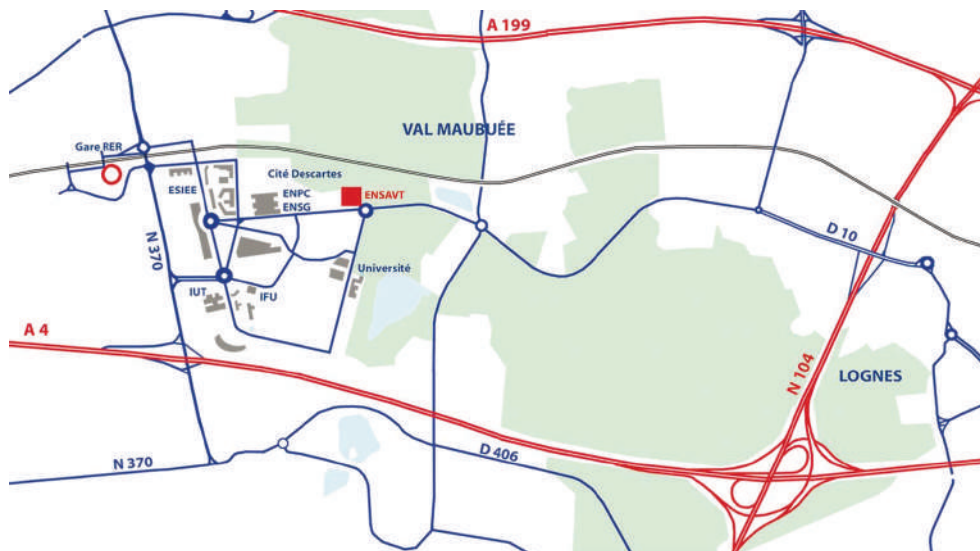 A 199
VAL MAUBUÉE
Gare RER
Cité Descartes
ESIEE
ENPC
ENSG
ENSAVT
N 370
D 10
Université
IUT
IFU
A 4
N 104
LOGNES
N 370
D 406